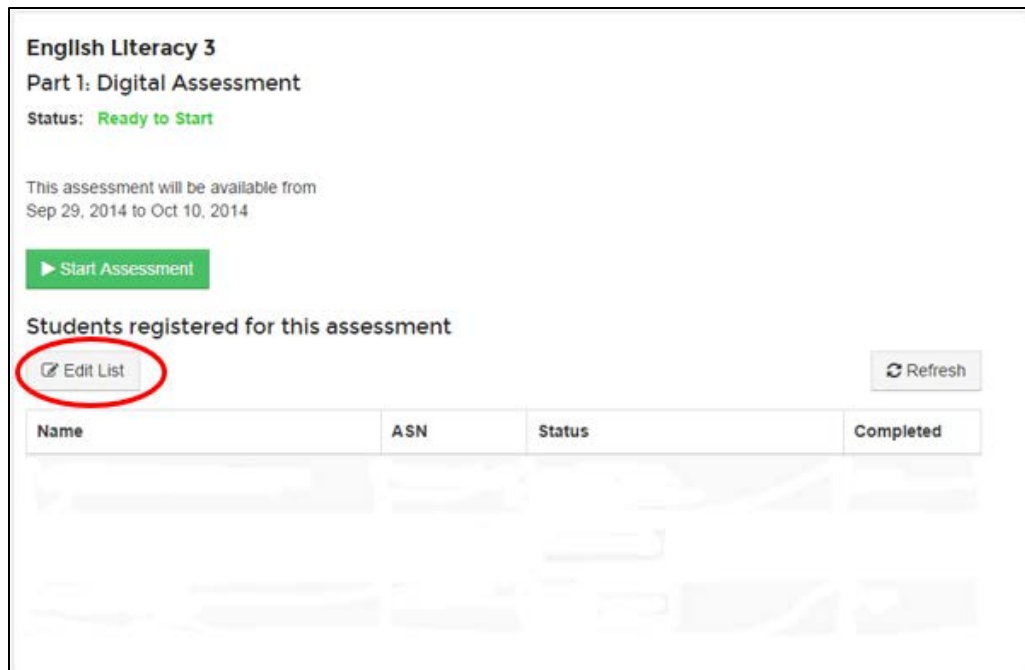 English Literacy 3
Part 1: Digital Assessment
Status: Ready to Start
This assessment will be available from
Sep 29, 2014 to Oct 10, 2014
Start Assessment
Students registered for this assessment
Edit List
Refresh
Name ASN Status Completed